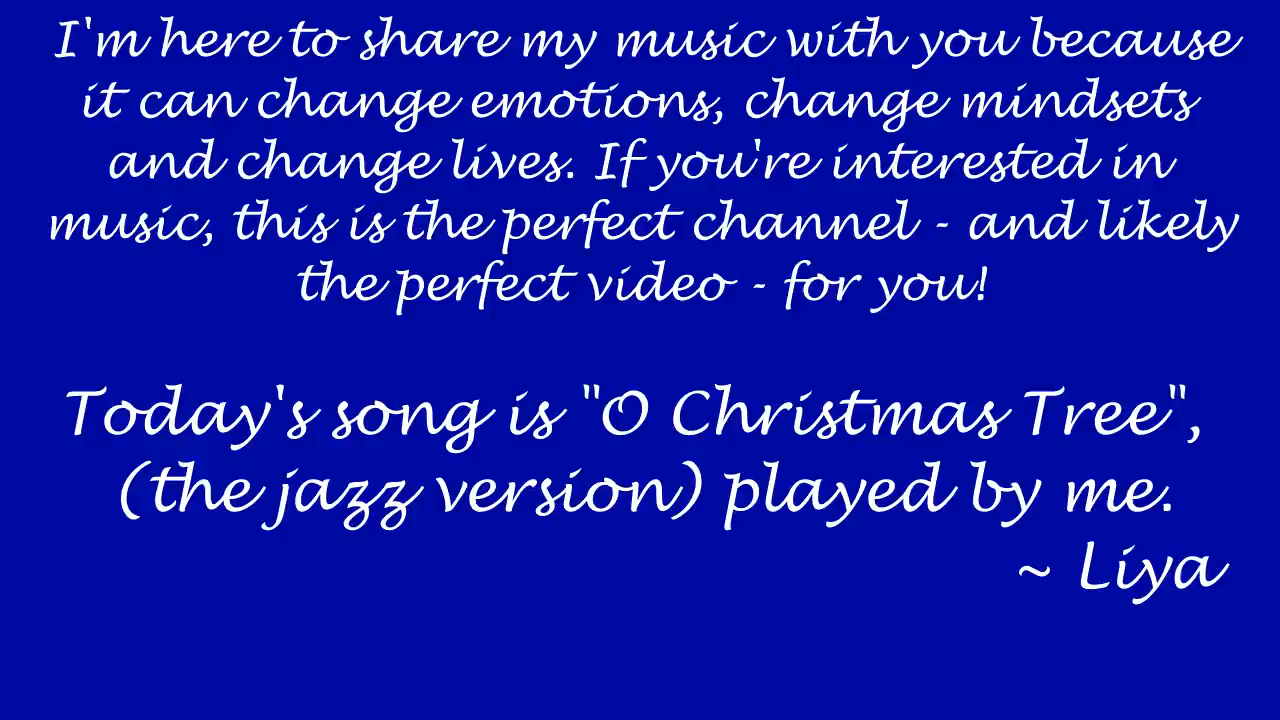 I'm here to share my music with you because
it can change emotions, change mindsets
and change lives. If you're interested in
music, this is the perfect channel - and likely
the perfect video - for you!
Today's song is "O Christmas Tree",
(the jazz version) played by me.
~ Liya